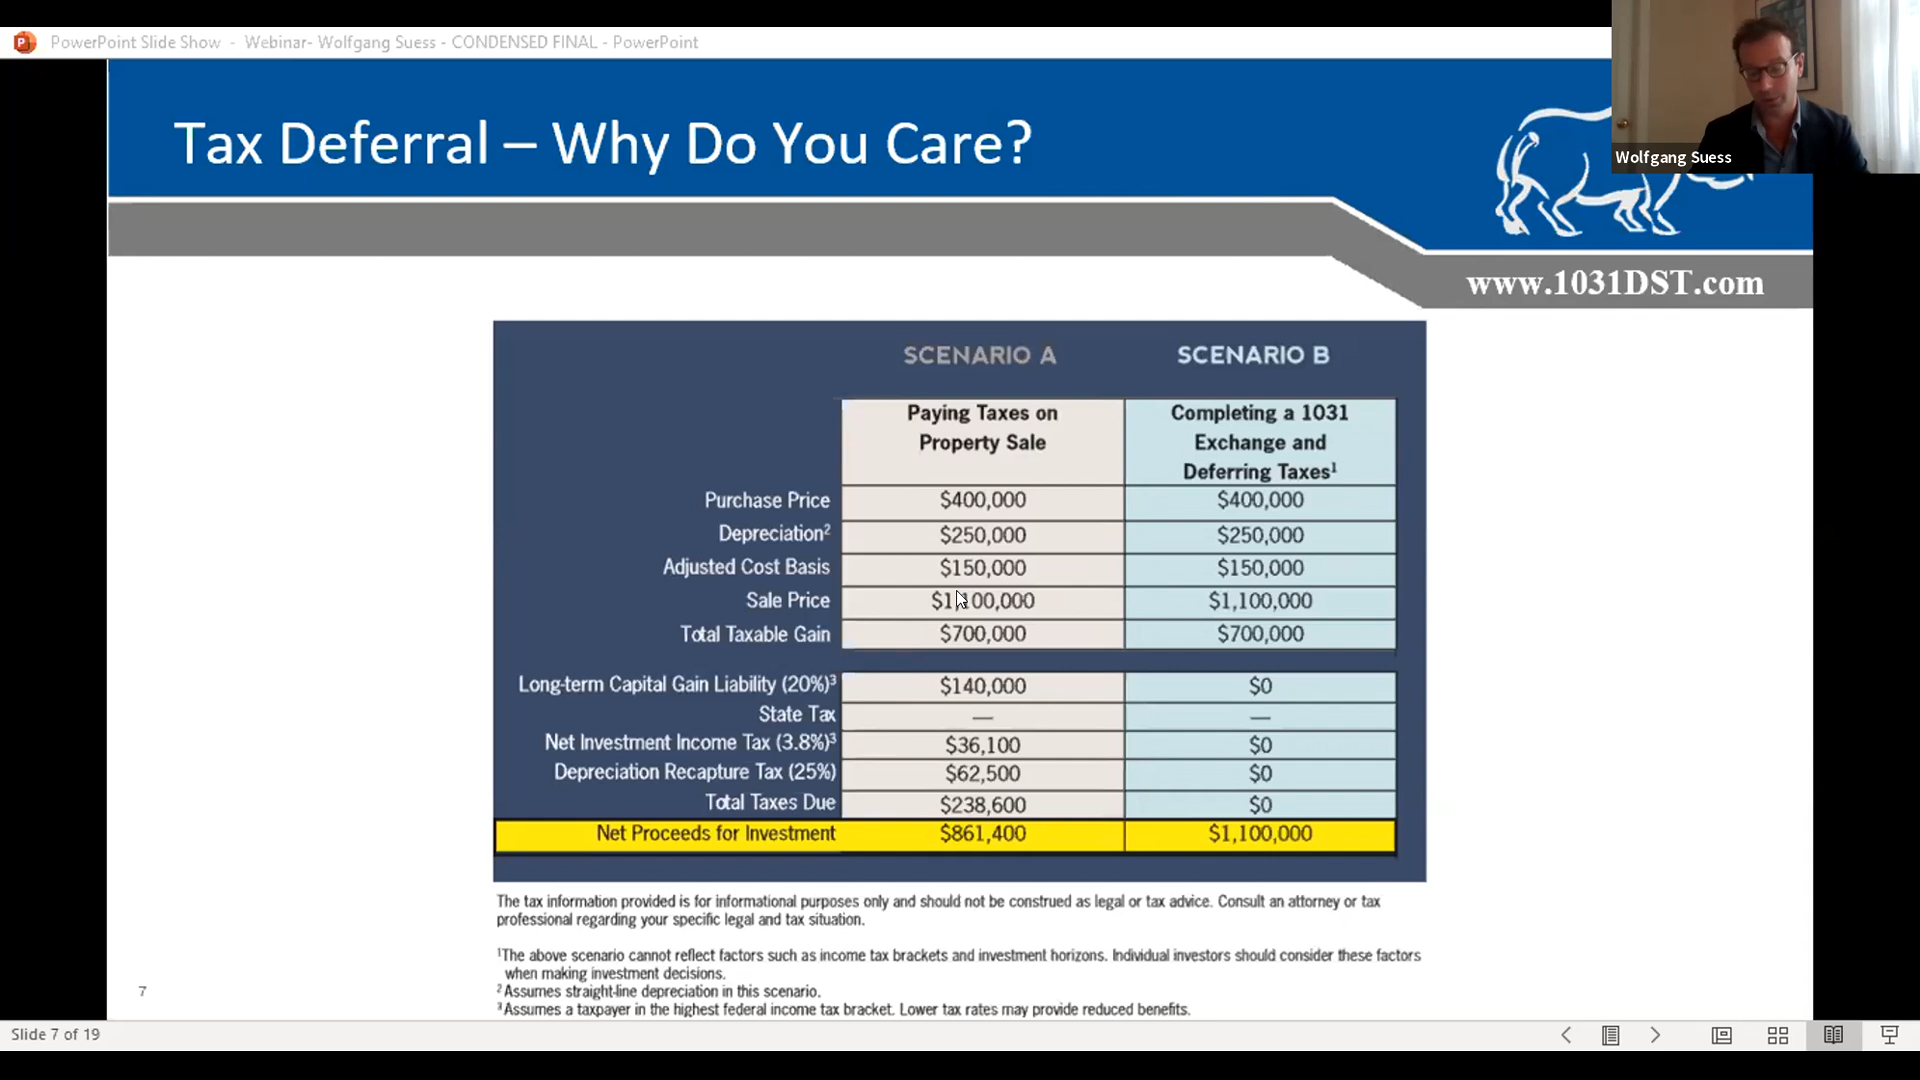 PowerPoint Slide Show - Webinar- Wolfgang Suess - CONDENSED FINAL - PowerPoint
Wolfgang Suess
Tax Deferral – Why Do You Care?
www.1031DST.com
SCENARIO A SCENARIO B
Paying Taxes on Property Sale
Completing a 1031 Exchange and Deferring Taxes¹
Purchase Price $400,000 $400,000
Depreciation² $250,000 $250,000
Adjusted Cost Basis $150,000 $150,000
Sale Price $1,100,000 $1,100,000
Total Taxable Gain $700,000 $700,000
Long-term Capital Gain Liability (20%)³ $140,000 $0
State Tax — —
Net Investment Income Tax (3.8%)³ $36,100 $0
Depreciation Recapture Tax (25%) $62,500 $0
Total Taxes Due $238,600 $0
Net Proceeds for Investment $861,400 $1,100,000
The tax information provided is for informational purposes only and should not be construed as legal or tax advice. Consult an attorney or tax
professional regarding your specific legal and tax situation.
¹The above scenario cannot reflect factors such as income tax brackets and investment horizons. Individual investors should consider these factors
when making investment decisions.
²Assumes straight-line depreciation in this scenario.
³Assumes a taxpayer in the highest federal income tax bracket. Lower tax rates may provide reduced benefits.
7
Slide 7 of 19